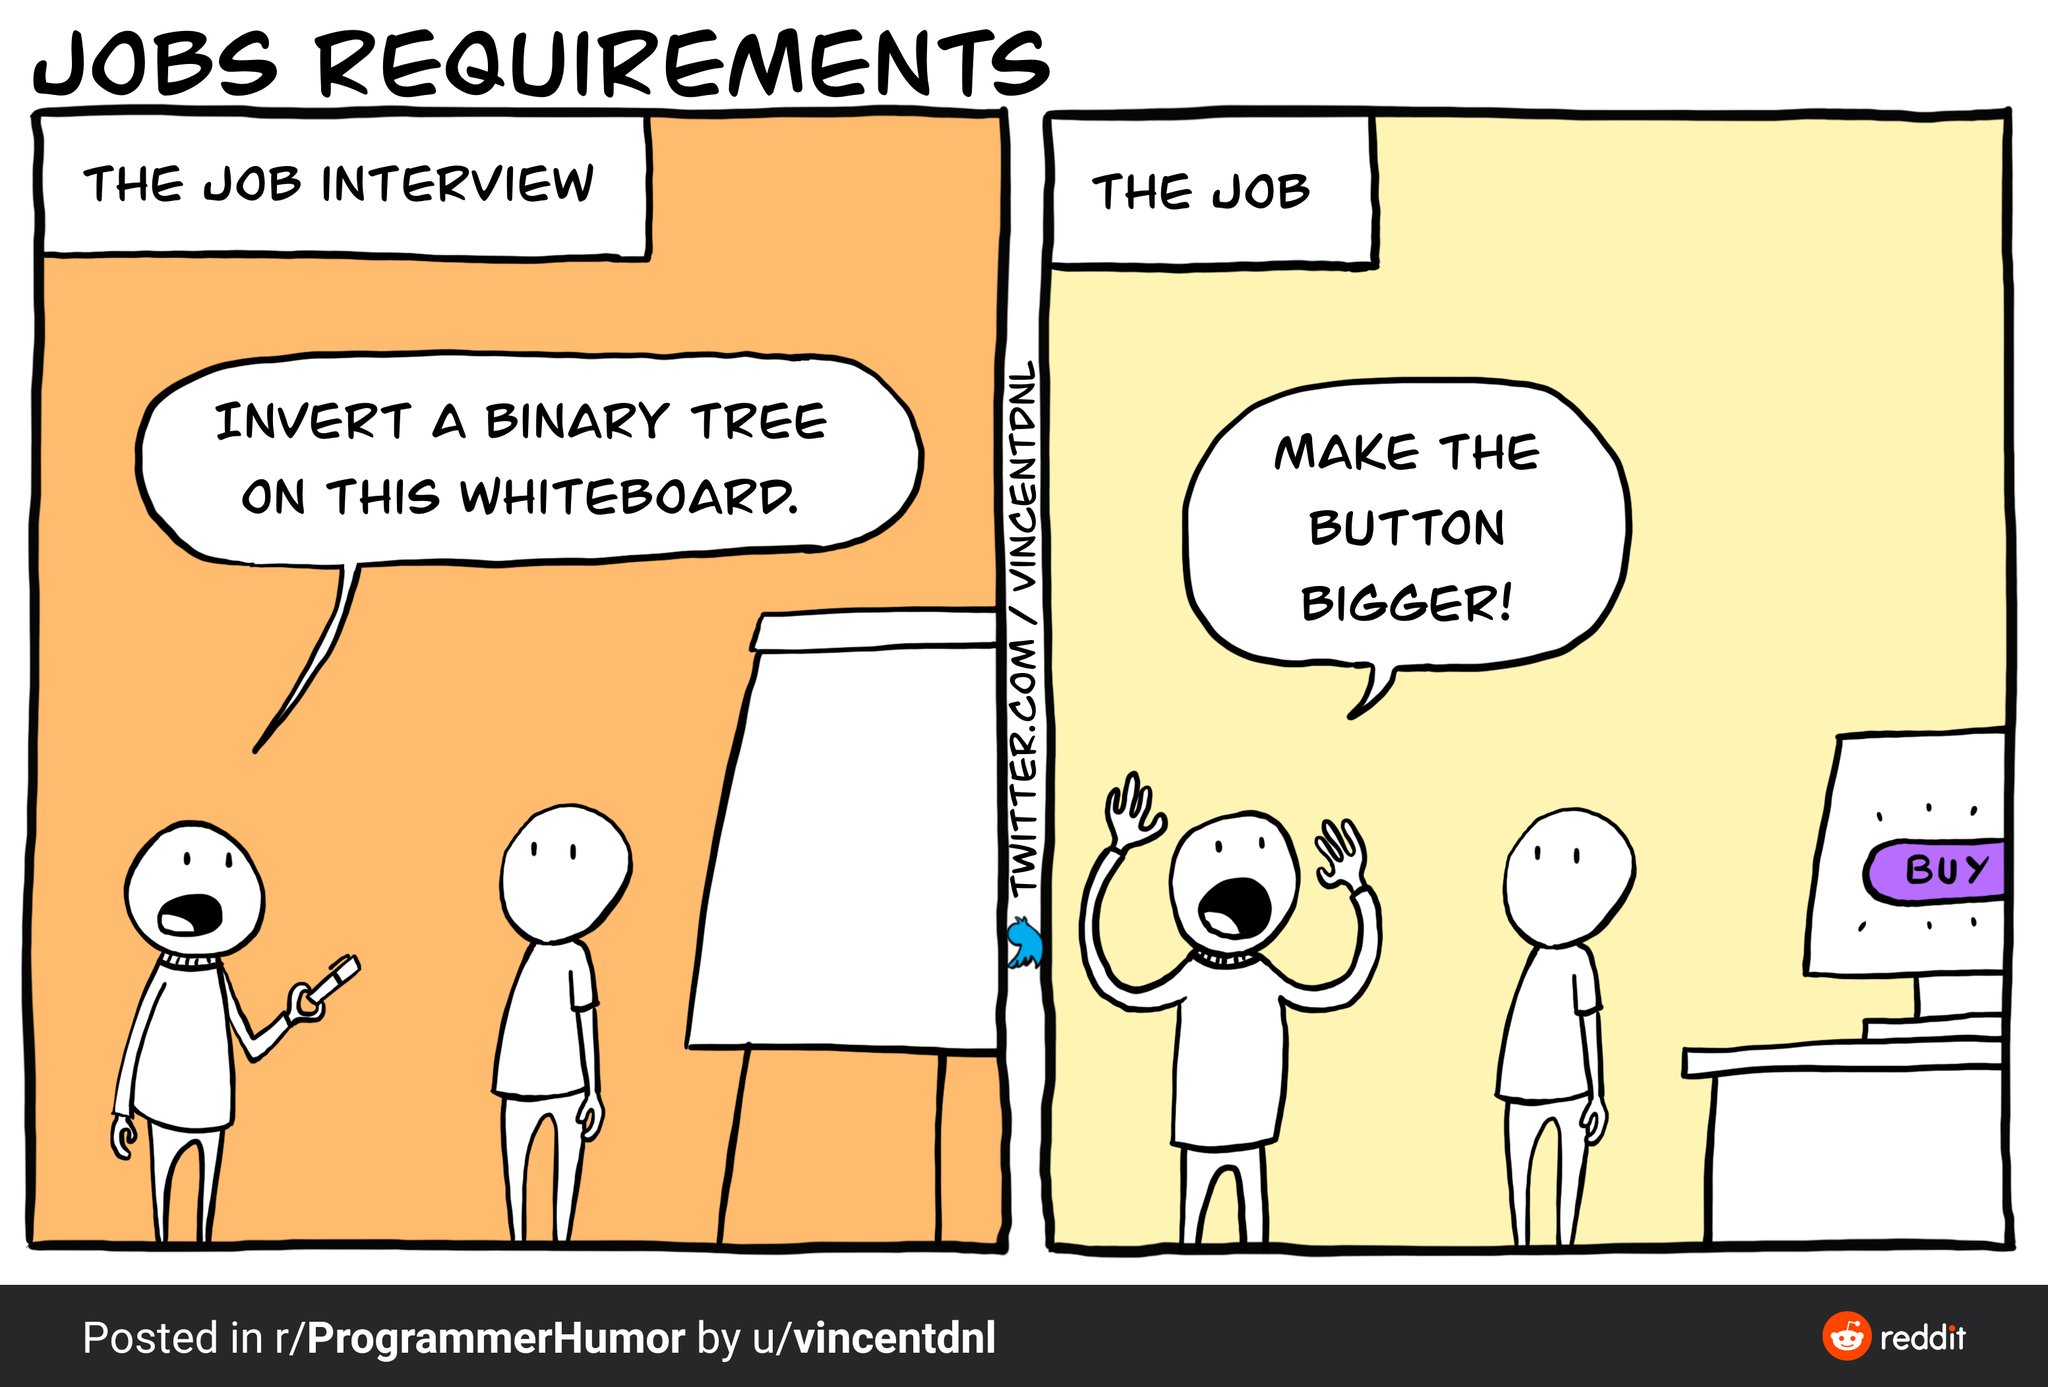 JOBS REQUIREMENTS
THE JOB INTERVIEW
INVERT A BINARY TREE
ON THIS WHITEBOARD.
TWITTER.COM / VINCENTDNL
THE JOB
MAKE THE
BUTTON
BIGGER!
BUY
Posted in r/ProgrammerHumor by u/vincentdnl
reddit